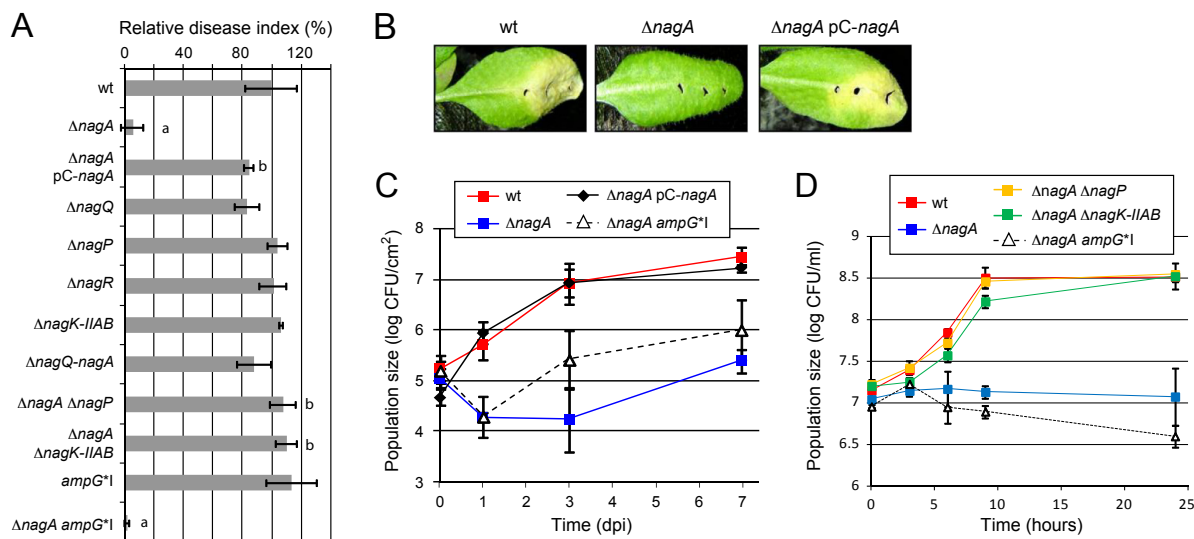 A
Relative disease index (%)
0 40 80 120
wt
ΔnagA
a
ΔnagA
pC-nagA
b
ΔnagQ
ΔnagP
ΔnagR
ΔnagK-IIAB
ΔnagQ-nagA
ΔnagA ΔnagP
b
ΔnagA
ΔnagK-IIAB
b
ampG*I
ΔnagA ampG*I
a
B
wt ΔnagA ΔnagA pC-nagA
C
wt ΔnagA pC-nagA
ΔnagA ΔnagA ampG*I
Population size (log CFU/cm²)
8
7
6
5
4
3
0 1 2 3 4 5 6 7
Time (dpi)
D
ΔnagA ΔnagP
wt ΔnagA ΔnagK-IIAB
ΔnagA ΔnagA ampG*I
Population size (log CFU/ml)
9
8.5
8
7.5
7
6.5
6
0 5 10 15 20 25
Time (hours)